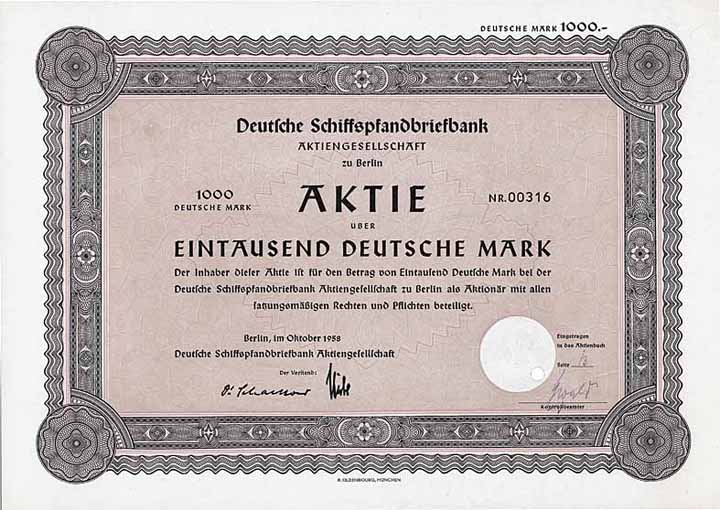 DEUTSCHE MARK 1000.-
Deutsche Schiffspfandbriefbank
AKTIENGESELLSCHAFT
zu Berlin
1000
DEUTSCHE MARK
AKTIE
NR. 00316
ÜBER
EINTAUSEND DEUTSCHE MARK
Der Inhaber dieser Aktie ist für den Betrag von Eintausend Deutsche Mark bei der
Deutsche Schiffspfandbriefbank Aktiengesellschaft zu Berlin als Aktionär mit allen
satzungsmäßigen Rechten und Pflichten beteiligt.
Berlin, im Oktober 1958
Deutsche Schiffspfandbriefbank Aktiengesellschaft
Der Vorstand:
Eingetragen
in das Aktienbuch
Seite
Kontrollbeamter
R. OLDENBOURG, MÜNCHEN